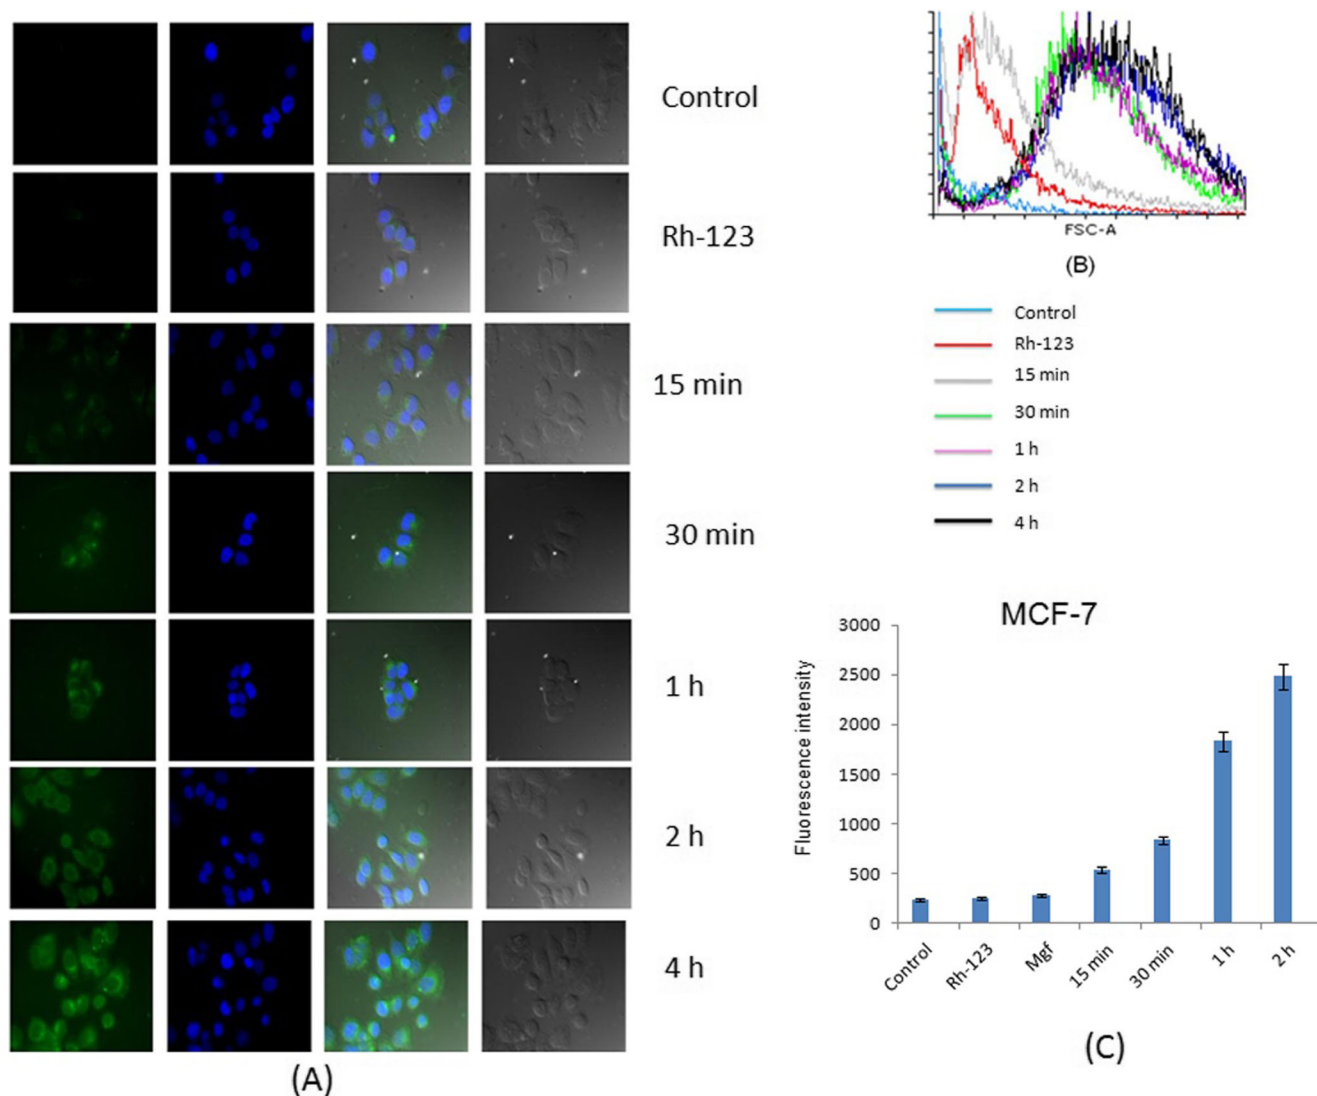 Control
Rh-123
15 min
30 min
1 h
2 h
4 h
(A)
FSC-A
(B)
Control
Rh-123
15 min
30 min
1 h
2 h
4 h
MCF-7
Fluorescence intensity
3000
2500
2000
1500
1000
500
0
Control
Rh-123
Mgf
15 min
30 min
1 h
2 h
(C)